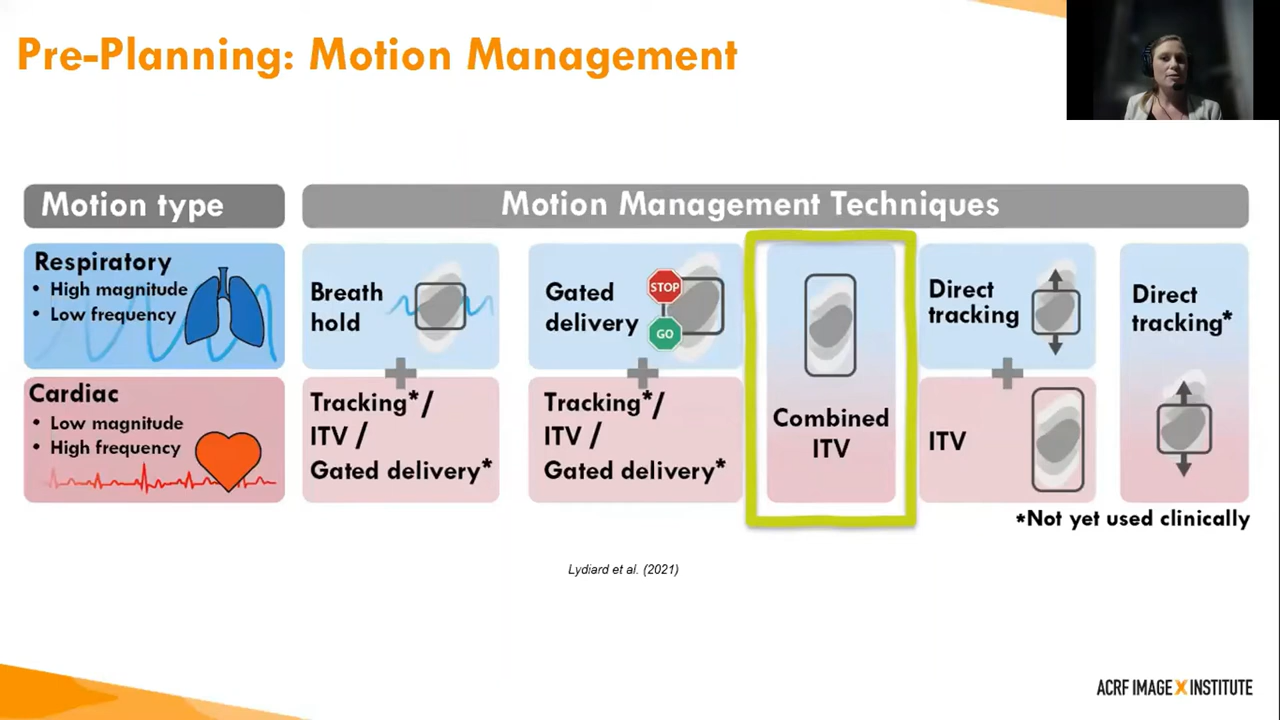 Pre-Planning: Motion Management
Motion type
Motion Management Techniques
Respiratory
• High magnitude
• Low frequency
Breath
hold
STOP
GO
Gated
delivery
Direct
tracking
Direct
tracking*
Cardiac
• Low magnitude
• High frequency
Tracking*/
ITV /
Gated delivery*
Tracking*/
ITV /
Gated delivery*
Combined
ITV
ITV
*Not yet used clinically
Lydiard et al. (2021)
ACRF IMAGE X INSTITUTE